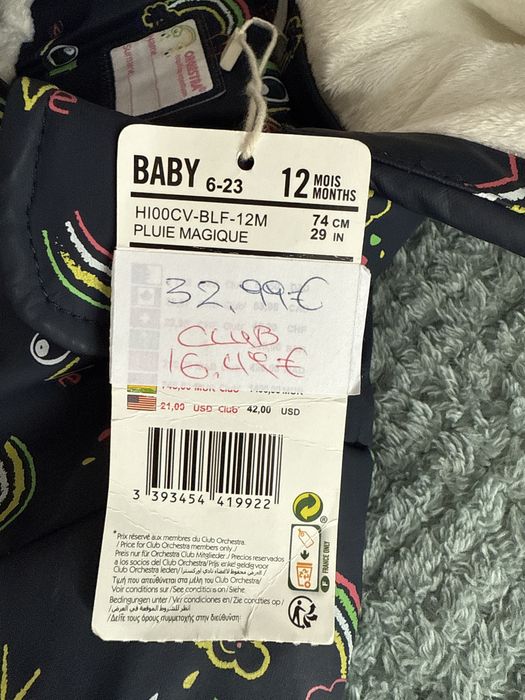 ORCHESTRA
BABY 6-23
12 MOIS MONTHS
HI00CV-BLF-12M
74 CM
PLUIE MAGIQUE
29 IN
32,99€
CLUB
16,49€
21,00 USD Club 42,00 USD
3 393454 419922
*Prix réservé aux membres du Club Orchestra.
/ Price for Club Orchestra members only ./
Preis nur für Orchestra Club Mitglieder ./ Precios reservados
a los socios del Club Orchestra/
Club Orchestra leden/
Τιμή που απευθύνεται στα μέλη του Club Orchestra/
Voir conditions sur /See conditions on /Siehe
Bedingungen unter / Ver condiciones en/ Zie condities op /
/Δείτε τους όρους συμμετοχής στην διεύθυνση:
FRANCE ONLY